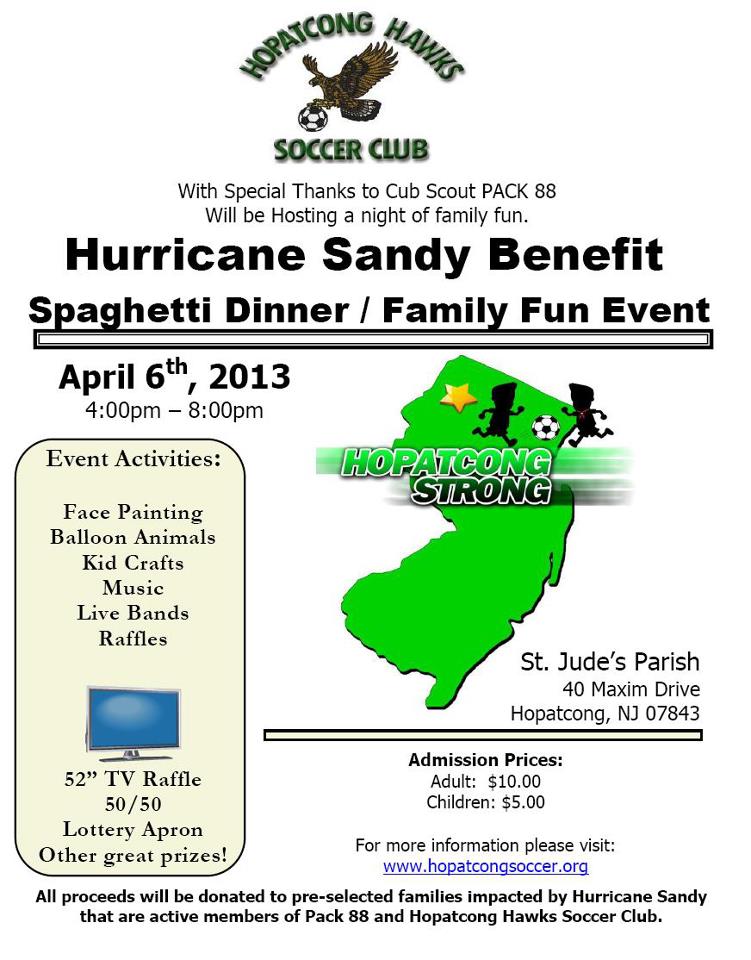 HOPATCONG HAWKS
SOCCER CLUB
With Special Thanks to Cub Scout PACK 88
Will be Hosting a night of family fun.
Hurricane Sandy Benefit
Spaghetti Dinner / Family Fun Event
April 6th, 2013
4:00pm – 8:00pm
Event Activities:
Face Painting
Balloon Animals
Kid Crafts
Music
Live Bands
Raffles
52” TV Raffle
50/50
Lottery Apron
Other great prizes!
HOPATCONG
STRONG
St. Jude’s Parish
40 Maxim Drive
Hopatcong, NJ 07843
Admission Prices:
Adult: $10.00
Children: $5.00
For more information please visit:
www.hopatcongsoccer.org
All proceeds will be donated to pre-selected families impacted by Hurricane Sandy
that are active members of Pack 88 and Hopatcong Hawks Soccer Club.